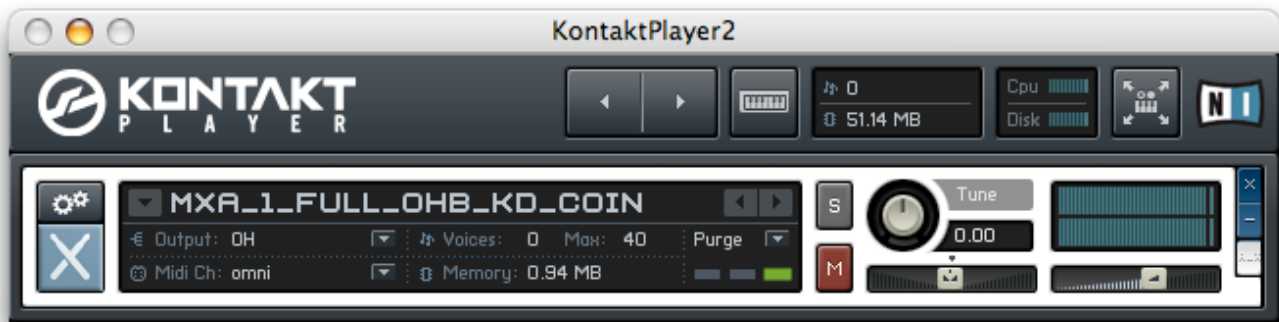 KontaktPlayer2
KONTAKT
PLAYER
0
51.14 MB
Cpu
Disk
NI
MXA_1_FULL_OHB_KD_COIN
Output: OH
Voices: 0 Max: 40
Purge
Midi Ch: omni
Memory: 0.94 MB
S
M
Tune
0.00